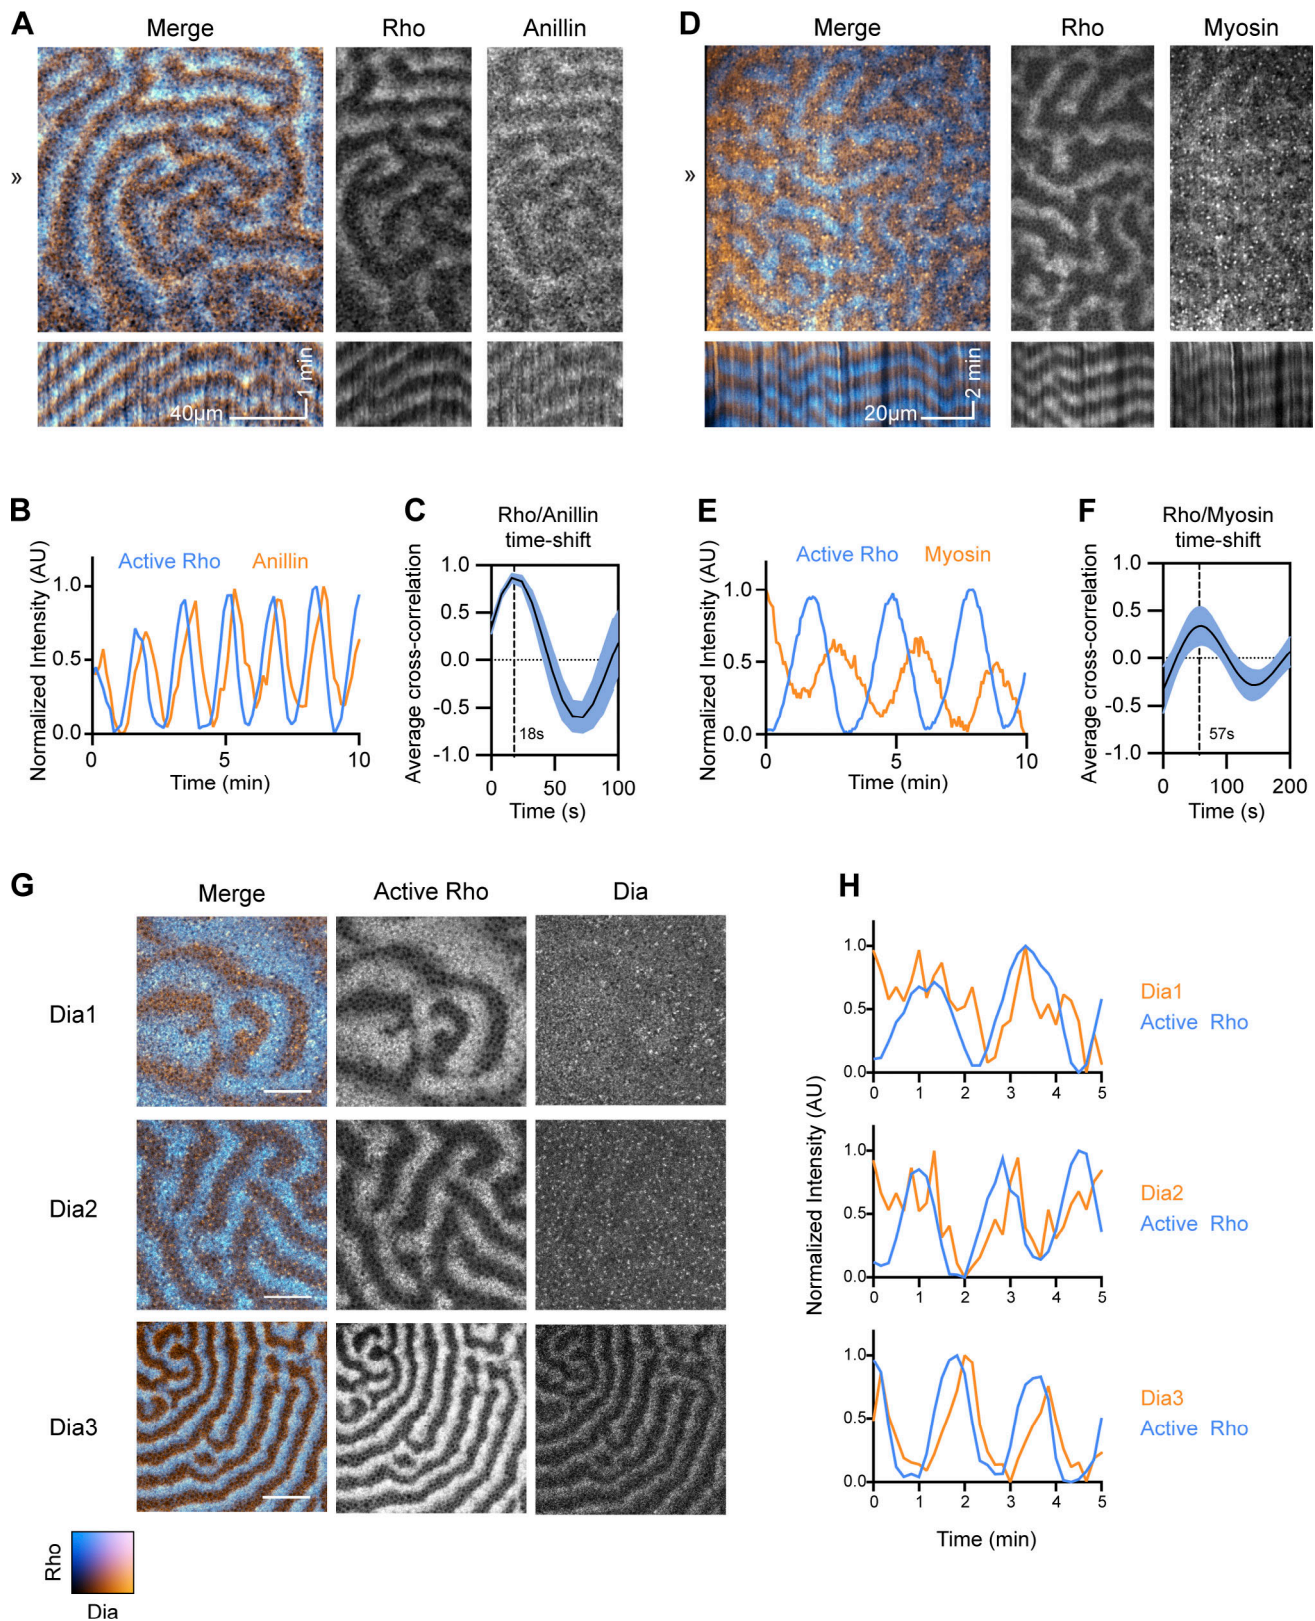 A
Merge
Rho
Anillin
»
40µm
1 min
D
Merge
Rho
Myosin
»
20µm
2 min
B
Normalized Intensity (AU)
Active Rho
Anillin
1.0
0.5
0.0
0
5
10
Time (min)
C
Rho/Anillin
time-shift
Average cross-correlation
1.0
0.5
0.0
-0.5
-1.0
18s
0
50
100
Time (s)
E
Normalized Intensity (AU)
Active Rho
Myosin
1.0
0.5
0.0
0
5
10
Time (min)
F
Rho/Myosin
time-shift
Average cross-correlation
1.0
0.5
0.0
-0.5
-1.0
57s
0
100
200
Time (s)
G
Merge
Active Rho
Dia
Dia1
Dia2
Dia3
Rho
Dia
H
Normalized Intensity (AU)
1.0
0.5
0.0
0 1 2 3 4 5
Dia1
Active Rho
1.0
0.5
0.0
0 1 2 3 4 5
Dia2
Active Rho
1.0
0.5
0.0
0 1 2 3 4 5
Dia3
Active Rho
Time (min)